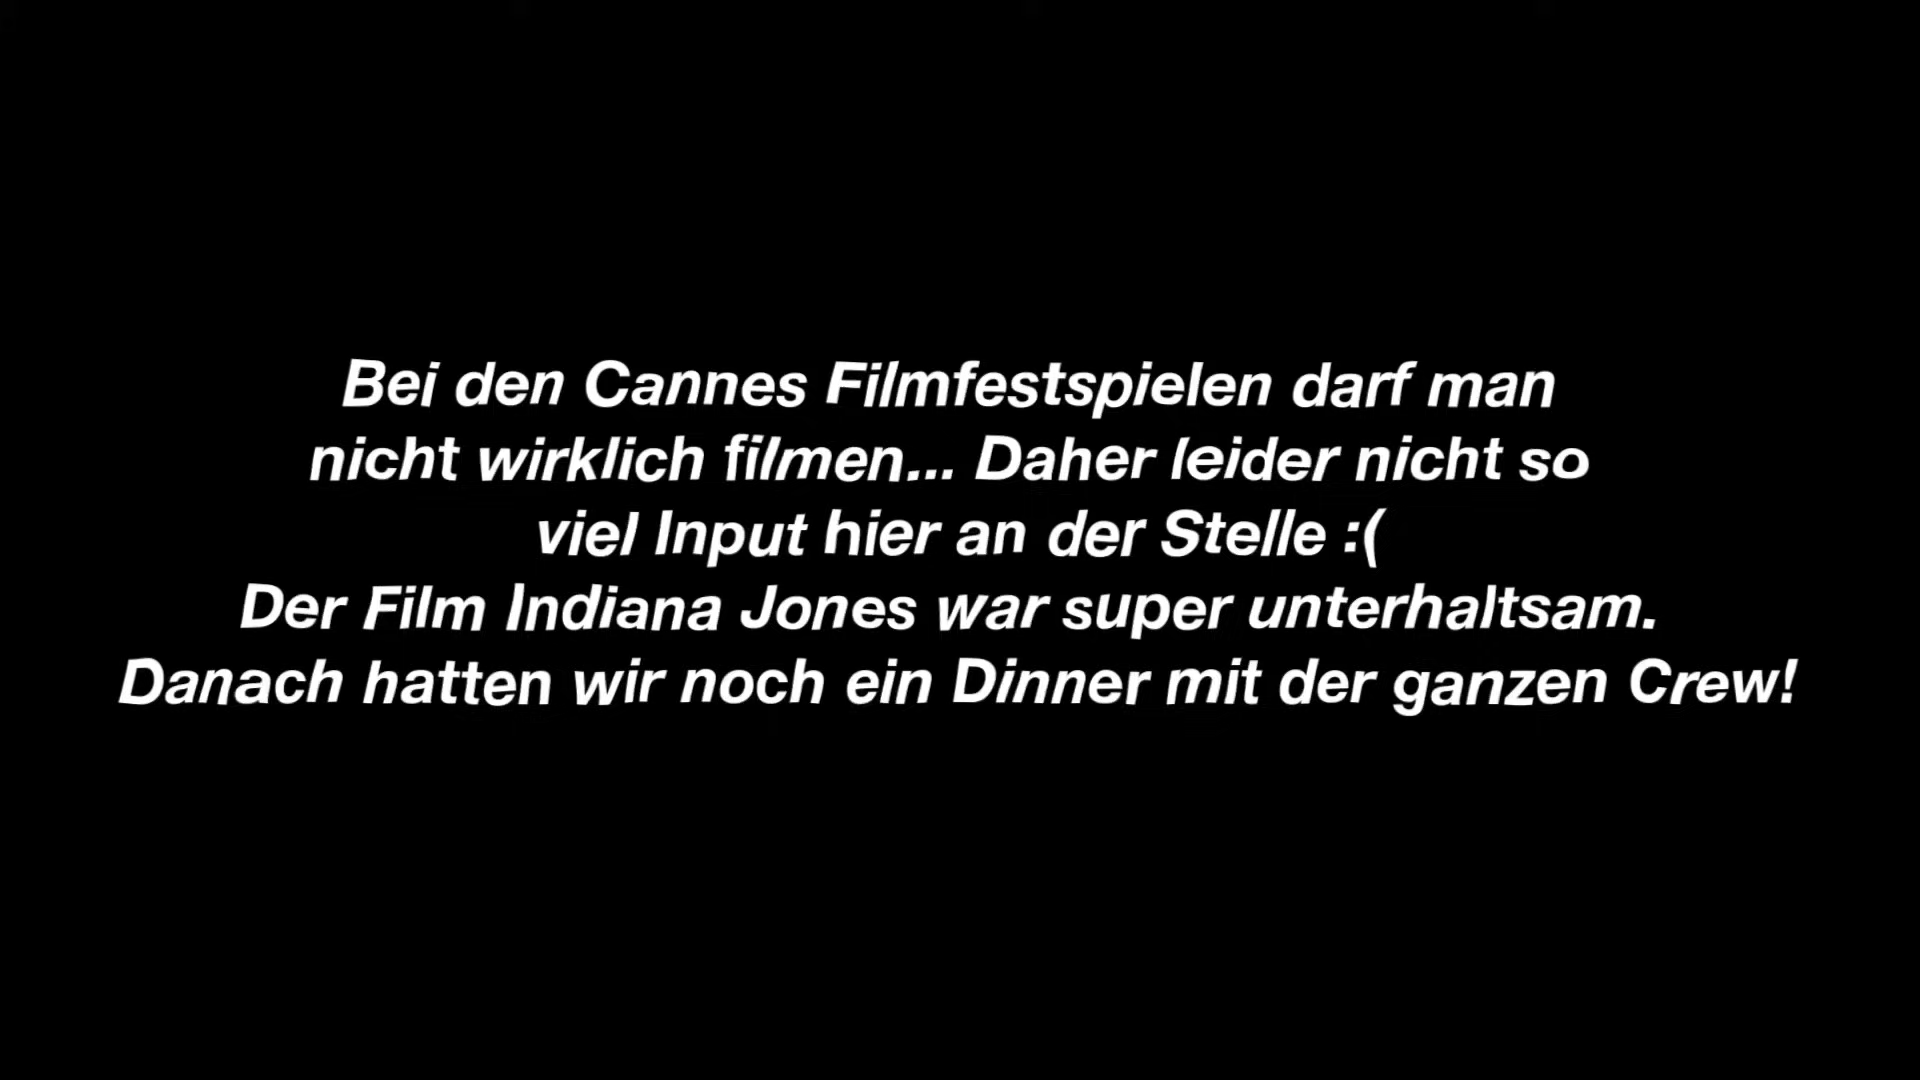 Bei den Cannes Filmfestspielen darf man
nicht wirklich filmen... Daher leider nicht so
viel Input hier an der Stelle :(
Der Film Indiana Jones war super unterhaltsam.
Danach hatten wir noch ein Dinner mit der ganzen Crew!